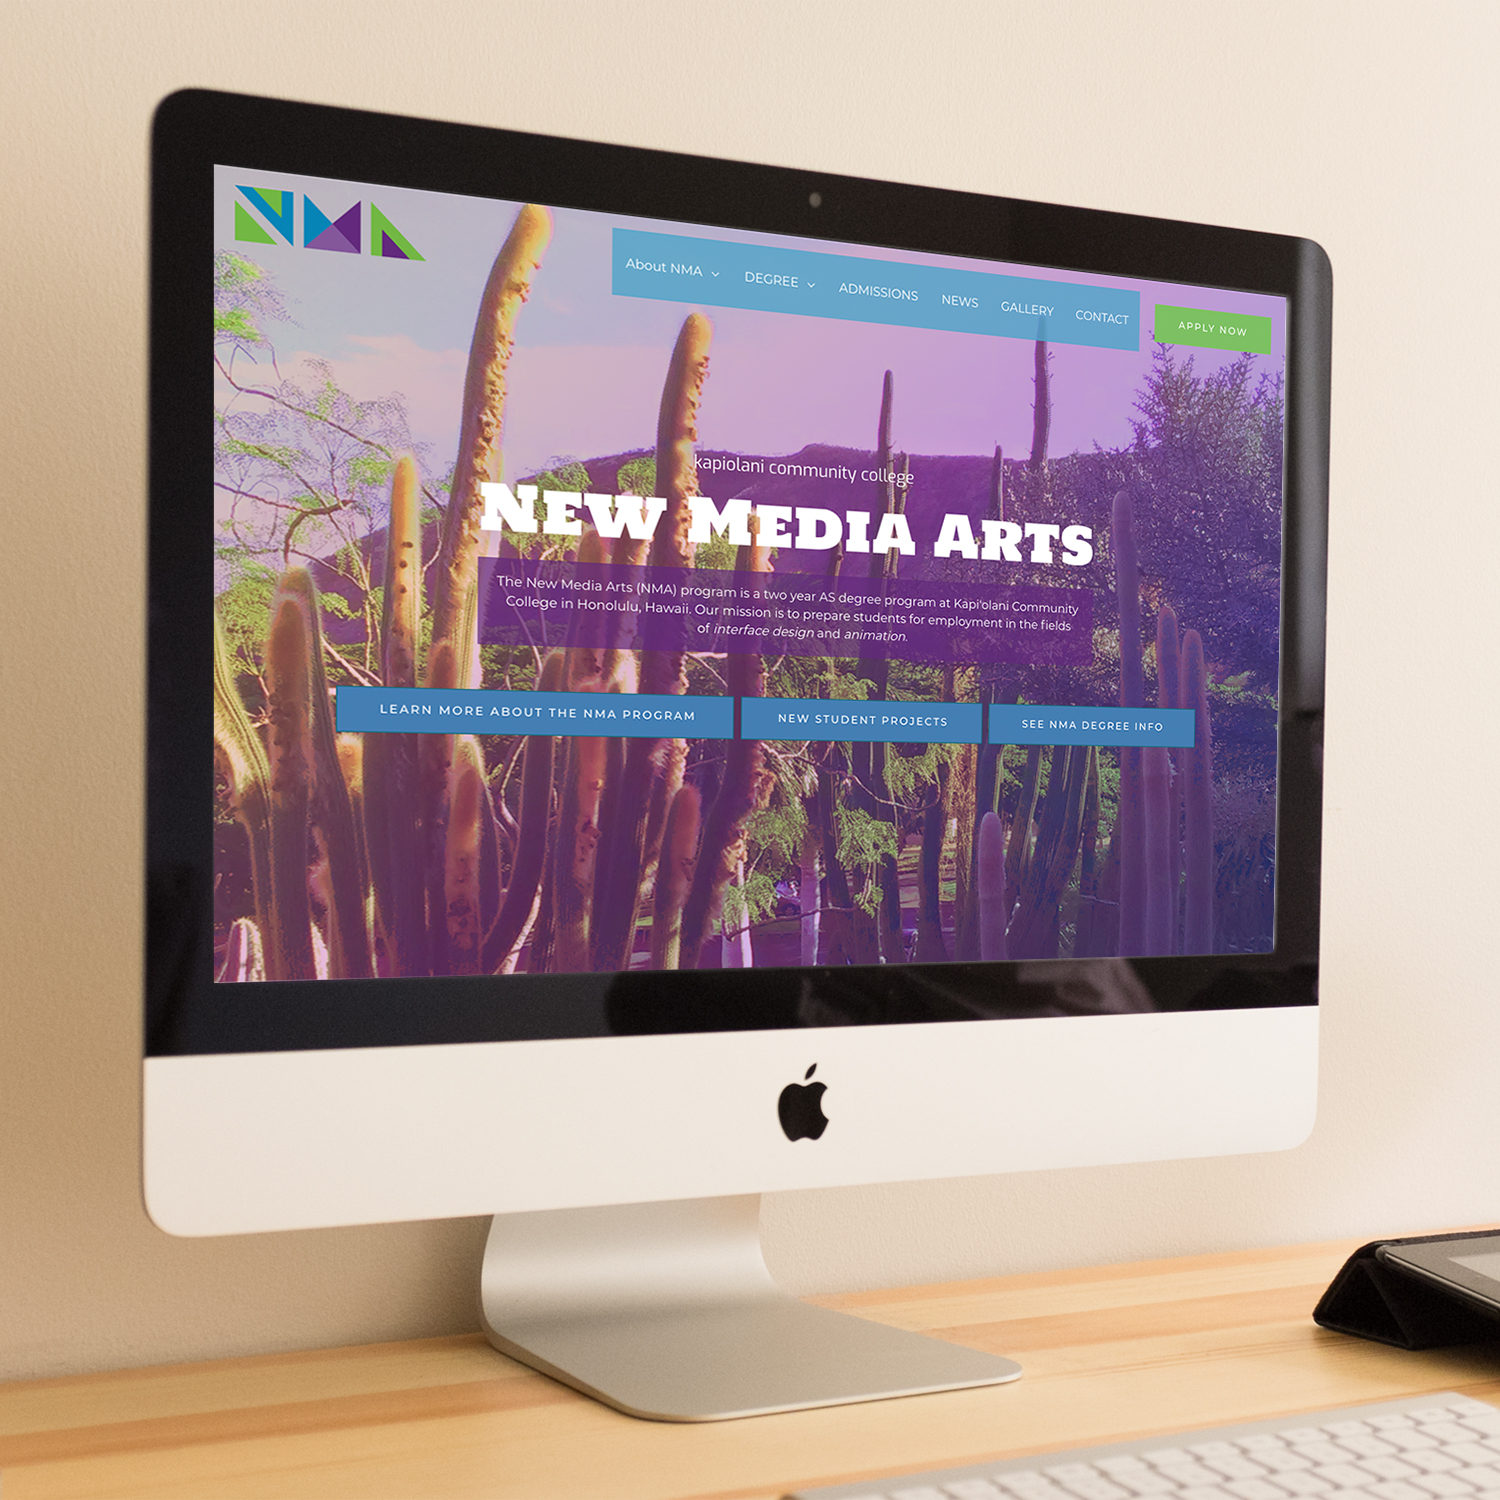 NMA
About NMA
DEGREE
ADMISSIONS
NEWS
GALLERY
CONTACT
APPLY NOW
kapiolani community college
New Media Arts
The New Media Arts (NMA) program is a two year AS degree program at Kapi'olani Community
College in Honolulu, Hawaii. Our mission is to prepare students for employment in the fields
of interface design and animation.
LEARN MORE ABOUT THE NMA PROGRAM
NEW STUDENT PROJECTS
SEE NMA DEGREE INFO